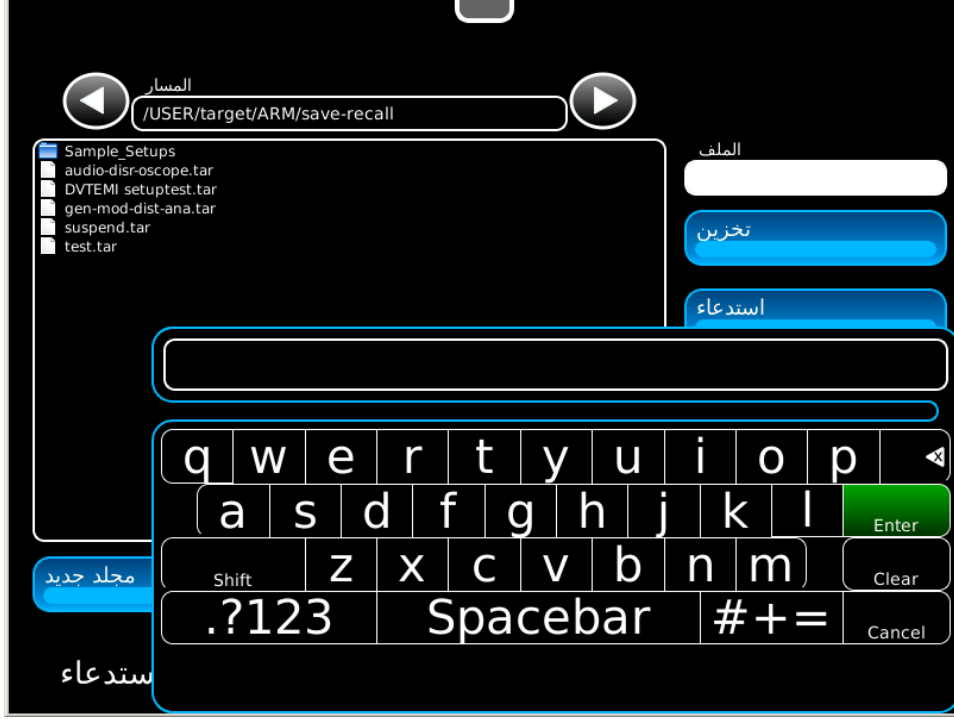 المسار
/USER/target/ARM/save-recall
الملف
Sample_Setups
audio-disr-oscope.tar
DVTEMI setuptest.tar
gen-mod-dist-ana.tar
suspend.tar
test.tar
تخزين
استدعاء
q w e r t y u i o p
a s d f g h j k l Enter
Shift z x c v b n m Clear
.?123 Spacebar #+= Cancel
مجلد جديد
ستدعاء